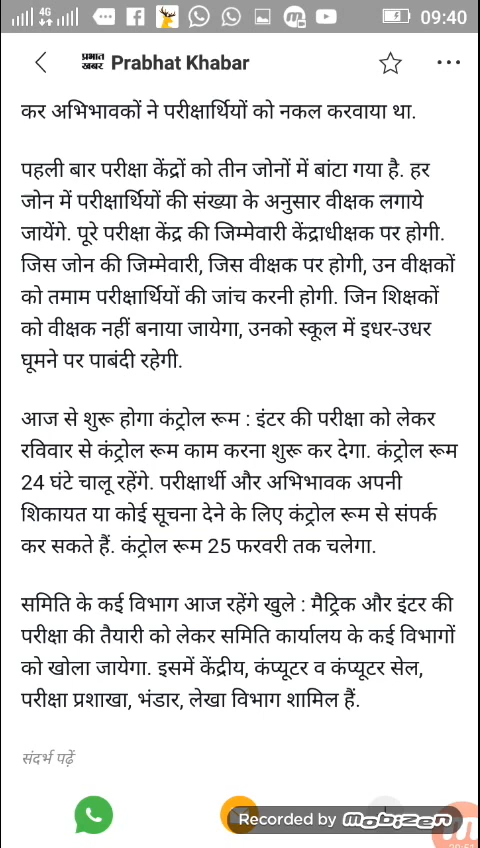 4G
09:40
प्रभात
खबर
Prabhat Khabar
कर अभिभावकों ने परीक्षार्थियों को नकल करवाया था.
पहली बार परीक्षा केंद्रों को तीन जोनों में बांटा गया है. हर
जोन में परीक्षार्थियों की संख्या के अनुसार वीक्षक लगाये
जायेंगे. पूरे परीक्षा केंद्र की जिम्मेवारी केंद्राधीक्षक पर होगी.
जिस जोन की जिम्मेवारी, जिस वीक्षक पर होगी, उन वीक्षकों
को तमाम परीक्षार्थियों की जांच करनी होगी. जिन शिक्षकों
को वीक्षक नहीं बनाया जायेगा, उनको स्कूल में इधर-उधर
घूमने पर पाबंदी रहेगी.
आज से शुरू होगा कंट्रोल रूम : इंटर की परीक्षा को लेकर
रविवार से कंट्रोल रूम काम करना शुरू कर देगा. कंट्रोल रूम
24 घंटे चालू रहेंगे. परीक्षार्थी और अभिभावक अपनी
शिकायत या कोई सूचना देने के लिए कंट्रोल रूम से संपर्क
कर सकते हैं. कंट्रोल रूम 25 फरवरी तक चलेगा.
समिति के कई विभाग आज रहेंगे खुले : मैट्रिक और इंटर की
परीक्षा की तैयारी को लेकर समिति कार्यालय के कई विभागों
को खोला जायेगा. इसमें केंद्रीय, कंप्यूटर व कंप्यूटर सेल,
परीक्षा प्रशाखा, भंडार, लेखा विभाग शामिल हैं.
संदर्भ पढ़ें
Recorded by mobizen